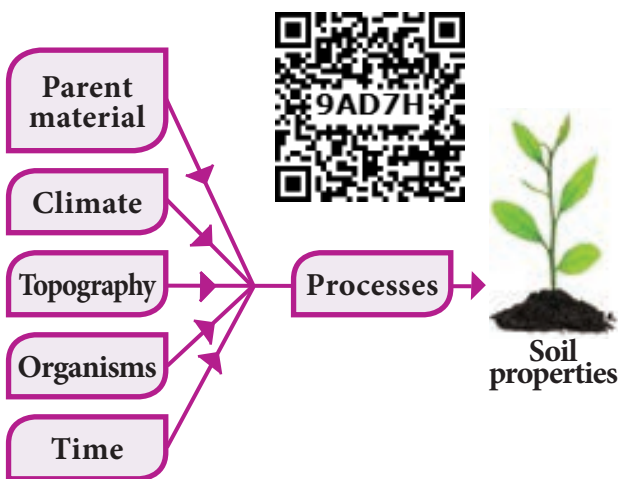 Parent
material
9AD7H
Climate
Topography
Processes
Organisms
Soil
properties
Time